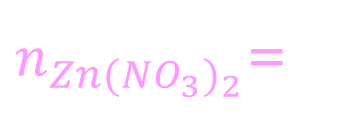 n_{Zn(NO_3)_2} =